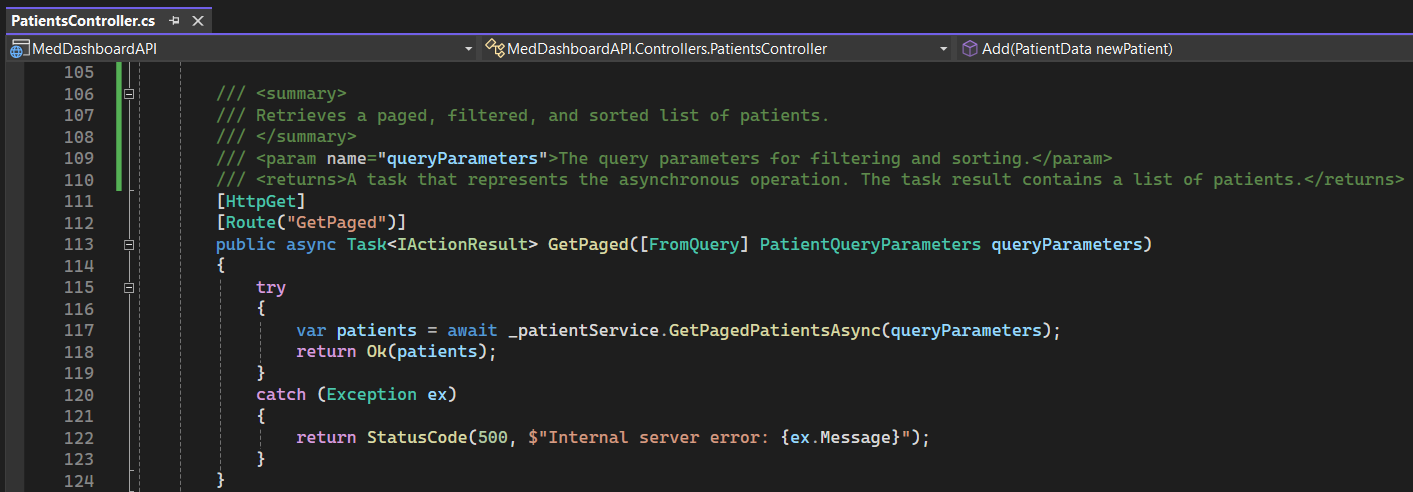 PatientsController.cs
MedDashboardAPI MedDashboardAPI.Controllers.PatientsController Add(PatientData newPatient)
105
106 /// <summary>
107 /// Retrieves a paged, filtered, and sorted list of patients.
108 /// </summary>
109 /// <param name="queryParameters">The query parameters for filtering and sorting.</param>
110 /// <returns>A task that represents the asynchronous operation. The task result contains a list of patients.</returns>
111 [HttpGet]
112 [Route("GetPaged")]
113 public async Task<IActionResult> GetPaged([FromQuery] PatientQueryParameters queryParameters)
114 {
115 try
116 {
117 var patients = await _patientService.GetPagedPatientsAsync(queryParameters);
118 return Ok(patients);
119 }
120 catch (Exception ex)
121 {
122 return StatusCode(500, $"Internal server error: {ex.Message}");
123 }
124 }